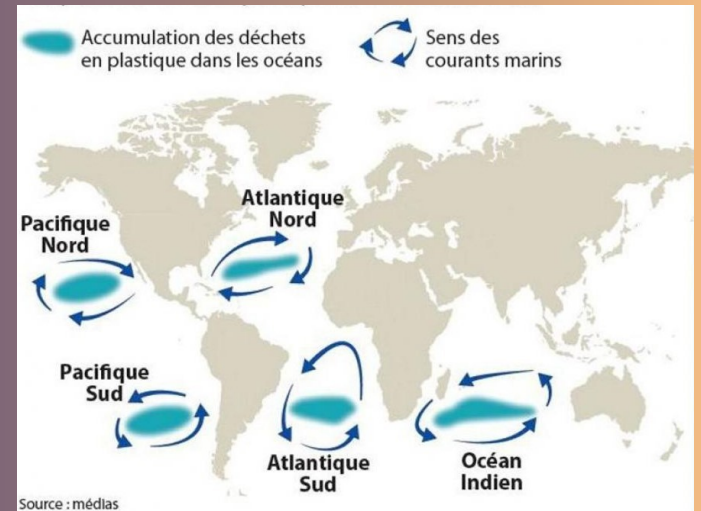 Accumulation des déchets
en plastique dans les océans
Sens des
courants marins
Atlantique
Nord
Pacifique
Nord
Pacifique
Sud
Atlantique
Sud
Océan
Indien
Source : médias